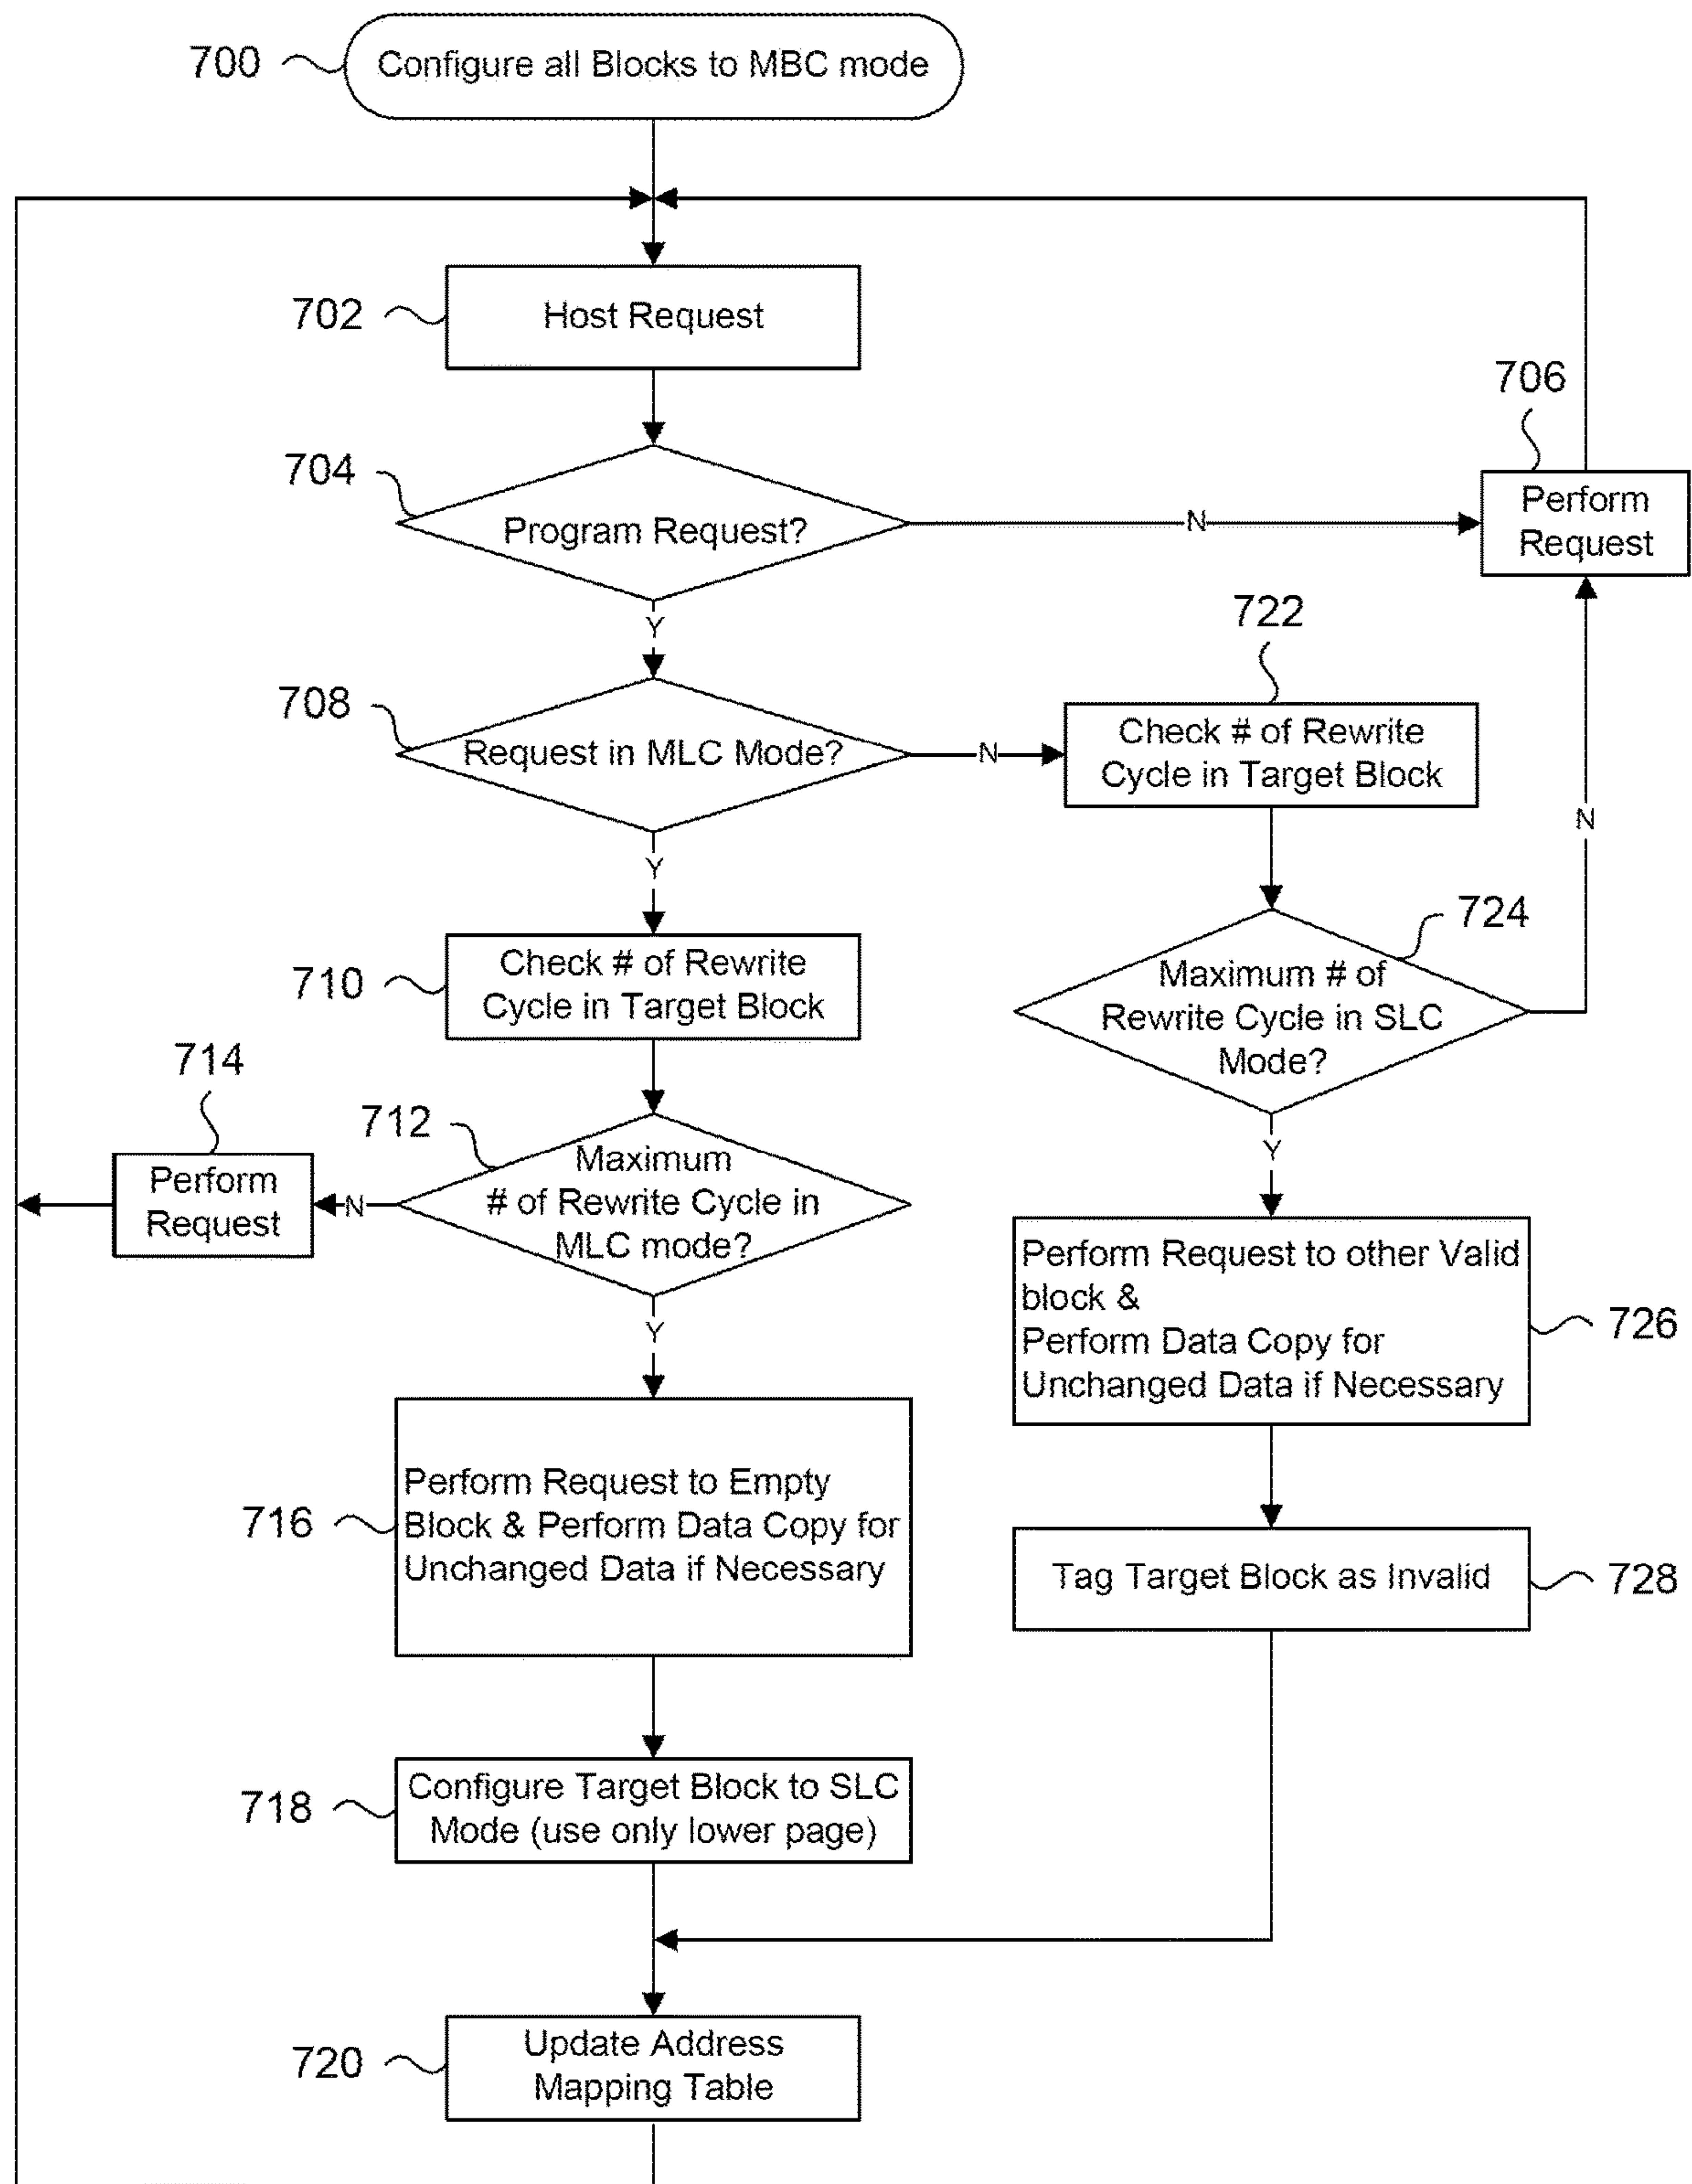 700
Configure all Blocks to MBC mode
702
Host Request
706
704
Program Request?
N
Perform
Request
Y
722
708
Request in MLC Mode?
N
Check # of Rewrite
Cycle in Target Block
N
Y
724
710
Check # of Rewrite
Cycle in Target Block
Maximum # of
Rewrite Cycle in SLC
Mode?
714
712
Perform
Request
N
Maximum
# of Rewrite Cycle in
MLC mode?
Y
Y
Perform Request to other Valid
block &
Perform Data Copy for
Unchanged Data if Necessary
726
716
Perform Request to Empty
Block & Perform Data Copy for
Unchanged Data if Necessary
Tag Target Block as Invalid
728
718
Configure Target Block to SLC
Mode (use only lower page)
720
Update Address
Mapping Table